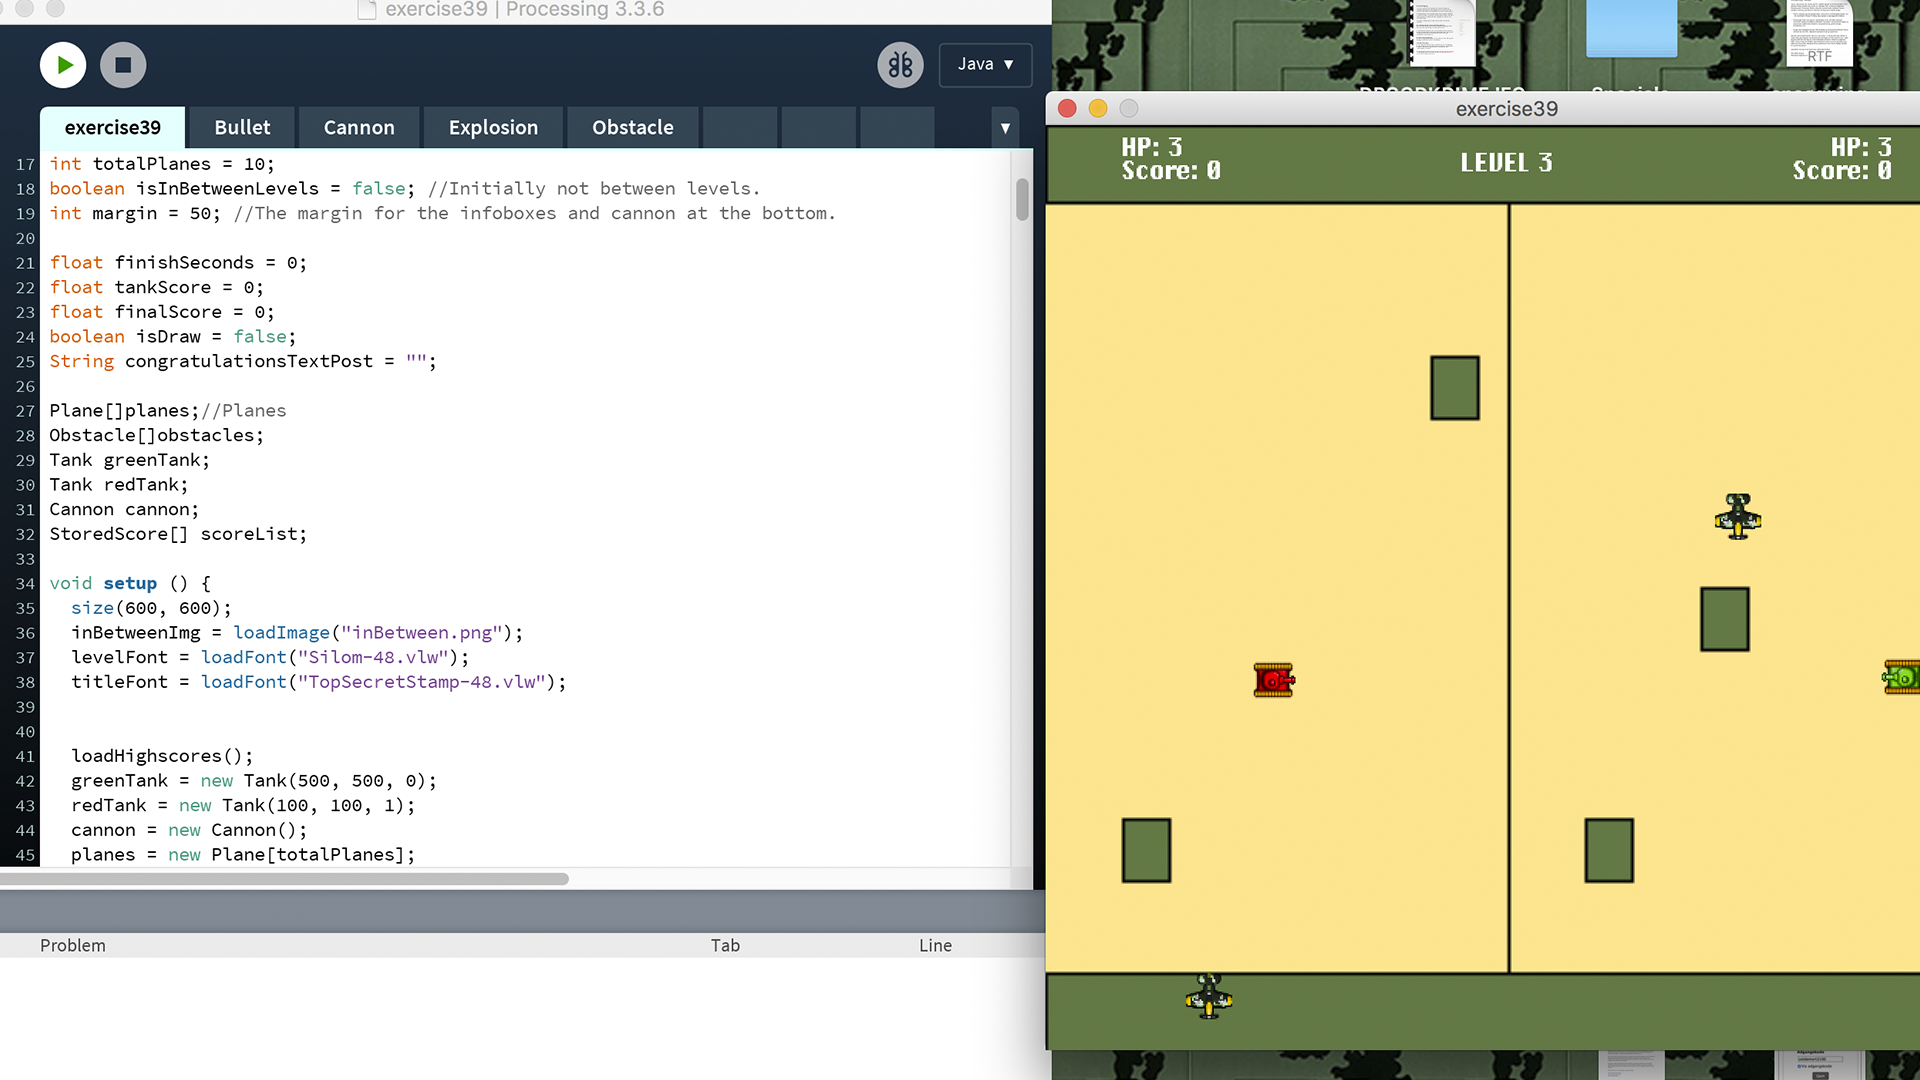 exercise39 | Processing 3.3.6
Java ▼
exercise39
Bullet
Cannon
Explosion
Obstacle
▼
17 int totalPlanes = 10;
18 boolean isInBetweenLevels = false; //Initially not between levels.
19 int margin = 50; //The margin for the infoboxes and cannon at the bottom.
20
21 float finishSeconds = 0;
22 float tankScore = 0;
23 float finalScore = 0;
24 boolean isDraw = false;
25 String congratulationsTextPost = "";
26
27 Plane[]planes;//Planes
28 Obstacle[]obstacles;
29 Tank greenTank;
30 Tank redTank;
31 Cannon cannon;
32 StoredScore[] scoreList;
33
34 void setup () {
35 size(600, 600);
36 inBetweenImg = loadImage("inBetween.png");
37 levelFont = loadFont("Silom-48.vlw");
38 titleFont = loadFont("TopSecretStamp-48.vlw");
39
40
41 loadHighscores();
42 greenTank = new Tank(500, 500, 0);
43 redTank = new Tank(100, 100, 1);
44 cannon = new Cannon();
45 planes = new Plane[totalPlanes];
Problem
Tab
Line
RTF
exercise39
HP: 3
Score: 0
LEVEL 3
HP: 3
Score: 0